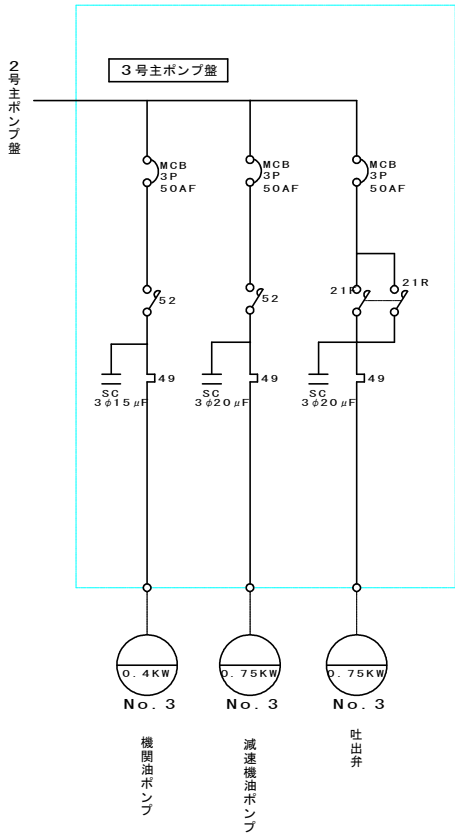 2号主ポンプ盤
3号主ポンプ盤
MCB
3P
50AF
MCB
3P
50AF
MCB
3P
50AF
52
52
21F
21R
49
49
49
SC
3φ15μF
SC
3φ20μF
SC
3φ20μF
0.4KW
0.75KW
0.75KW
No.3
No.3
No.3
機関油ポンプ
減速機油ポンプ
吐出弁